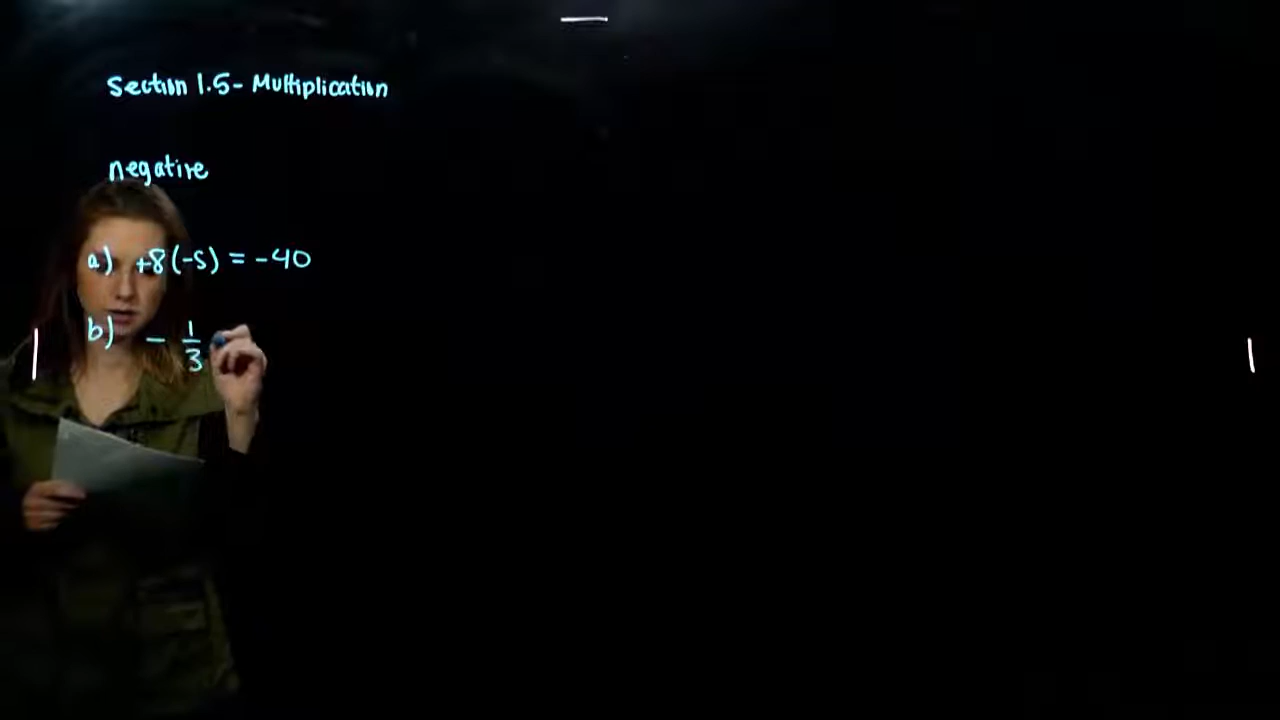 Section 1.5 - Multiplication
negative
a) +8(-5) = -40
b) - 1/3